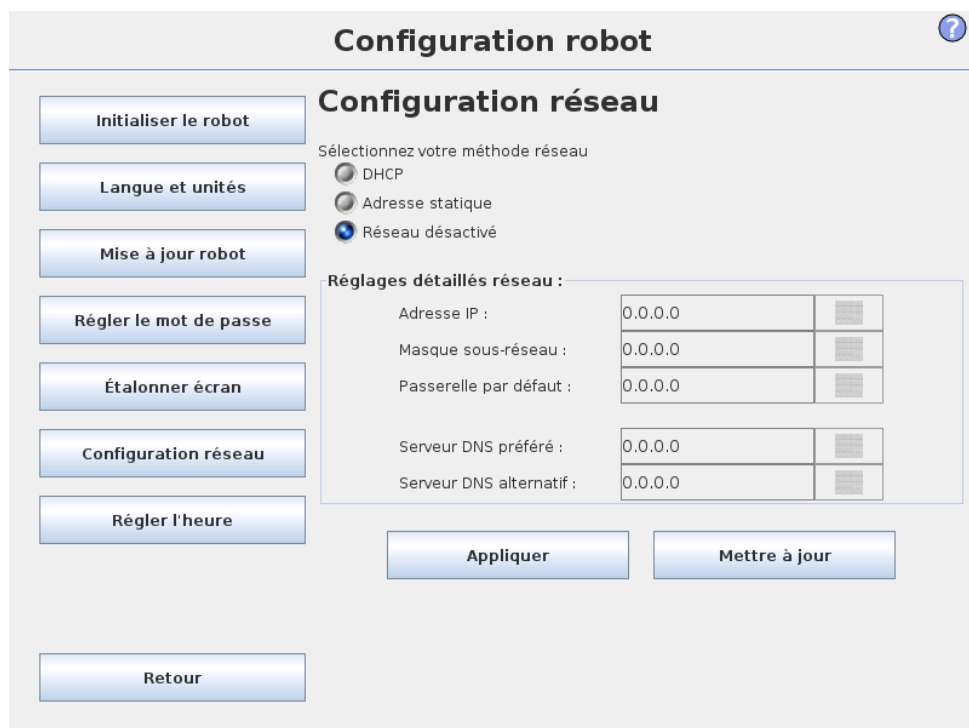 Configuration robot
?
Initialiser le robot
Langue et unités
Mise à jour robot
Régler le mot de passe
Étalonner écran
Configuration réseau
Régler l'heure
Retour
Configuration réseau
Sélectionnez votre méthode réseau
DHCP
Adresse statique
Réseau désactivé
Réglages détaillés réseau :
Adresse IP : 0.0.0.0
Masque sous-réseau : 0.0.0.0
Passerelle par défaut : 0.0.0.0
Serveur DNS préféré : 0.0.0.0
Serveur DNS alternatif : 0.0.0.0
Appliquer Mettre à jour